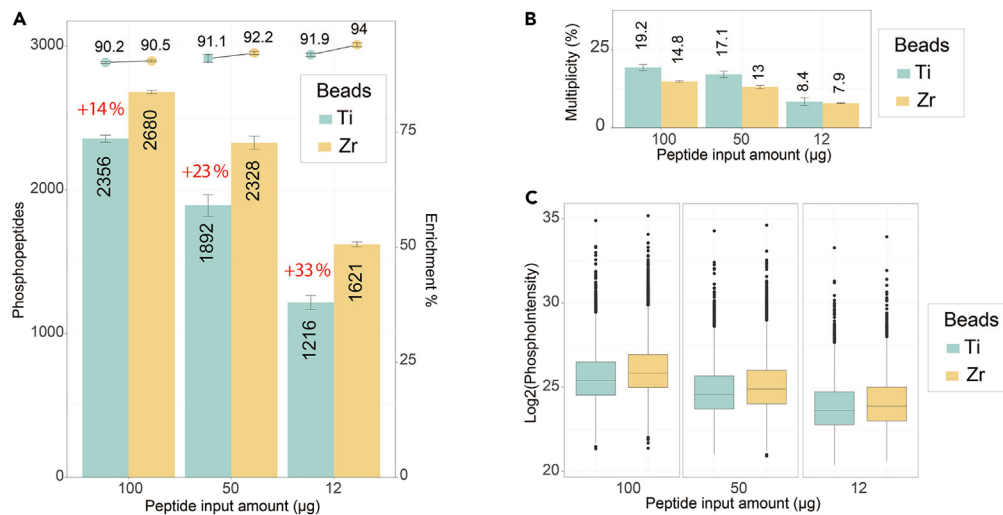 A
90.2 90.5 91.1 92.2 91.9 94
3000
2000
1000
0
Phosphopeptides
+14%
2356
2680
+23%
1892
2328
+33%
1216
1621
Beads
Ti
Zr
75
50
25
0
Enrichment %
100 50 12
Peptide input amount (µg)
B
Multiplicity (%)
25
0
19.2
14.8
17.1
13
8.4
7.9
100 50 12
Peptide input amount (µg)
Beads
Ti
Zr
C
Log2(PhosphoIntensity)
35
30
25
20
100 50 12
Peptide input amount (µg)
Beads
Ti
Zr